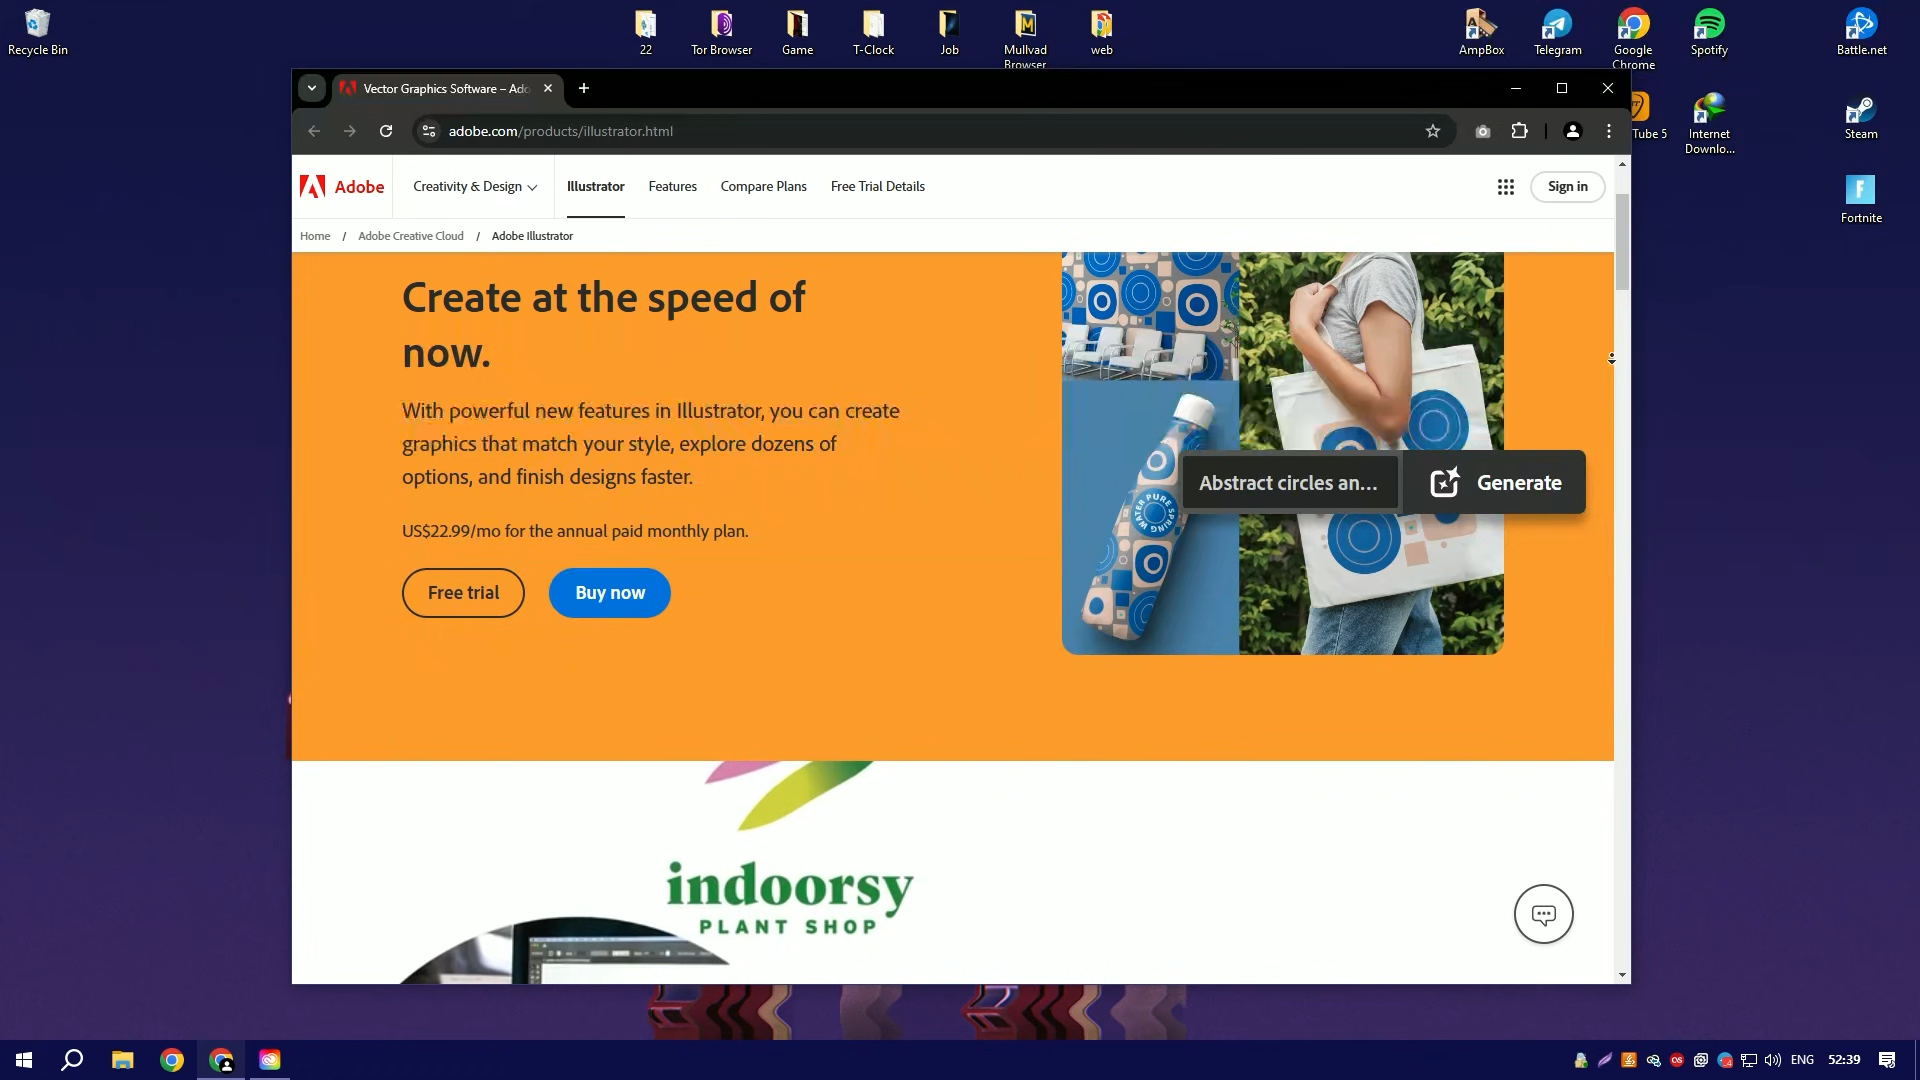 Recycle Bin
22
Tor Browser
Game
T-Clock
Job
Mullvad
Browser
web
AmpBox
Telegram
Google
Chrome
Spotify
Battle.net
Tube 5
Internet
Downlo...
Steam
Fortnite
Vector Graphics Software – Ado
adobe.com/products/illustrator.html
Adobe
Creativity & Design
Illustrator
Features
Compare Plans
Free Trial Details
Sign in
Home / Adobe Creative Cloud / Adobe Illustrator
Create at the speed of
now.
With powerful new features in Illustrator, you can create
graphics that match your style, explore dozens of
options, and finish designs faster.
US$22.99/mo for the annual paid monthly plan.
Free trial
Buy now
WATER PURE SPRING
Abstract circles an...
Generate
indoorsy
PLANT SHOP
ENG
52:39